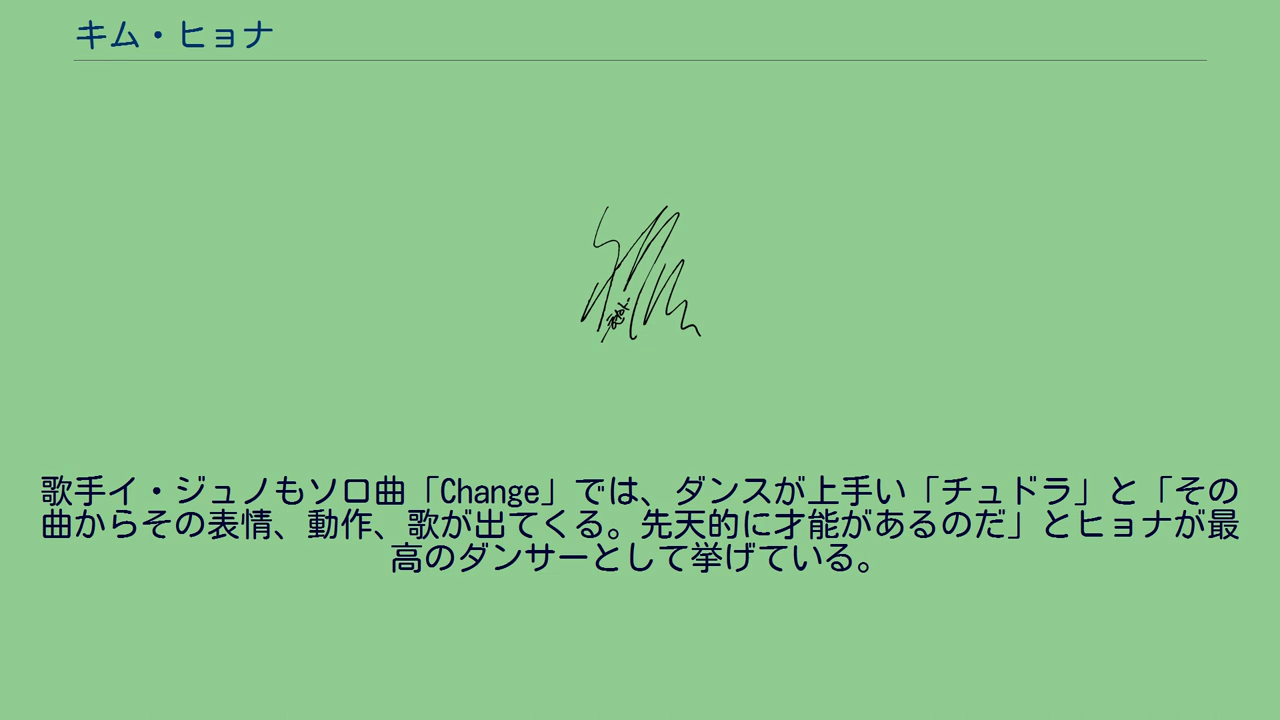 キム・ヒョナ
歌手イ・ジュノもソロ曲「Change」では、ダンスが上手い「チュドラ」と「その
曲からその表情、動作、歌が出てくる。先天的に才能があるのだ」とヒョナが最
高のダンサーとして挙げている。